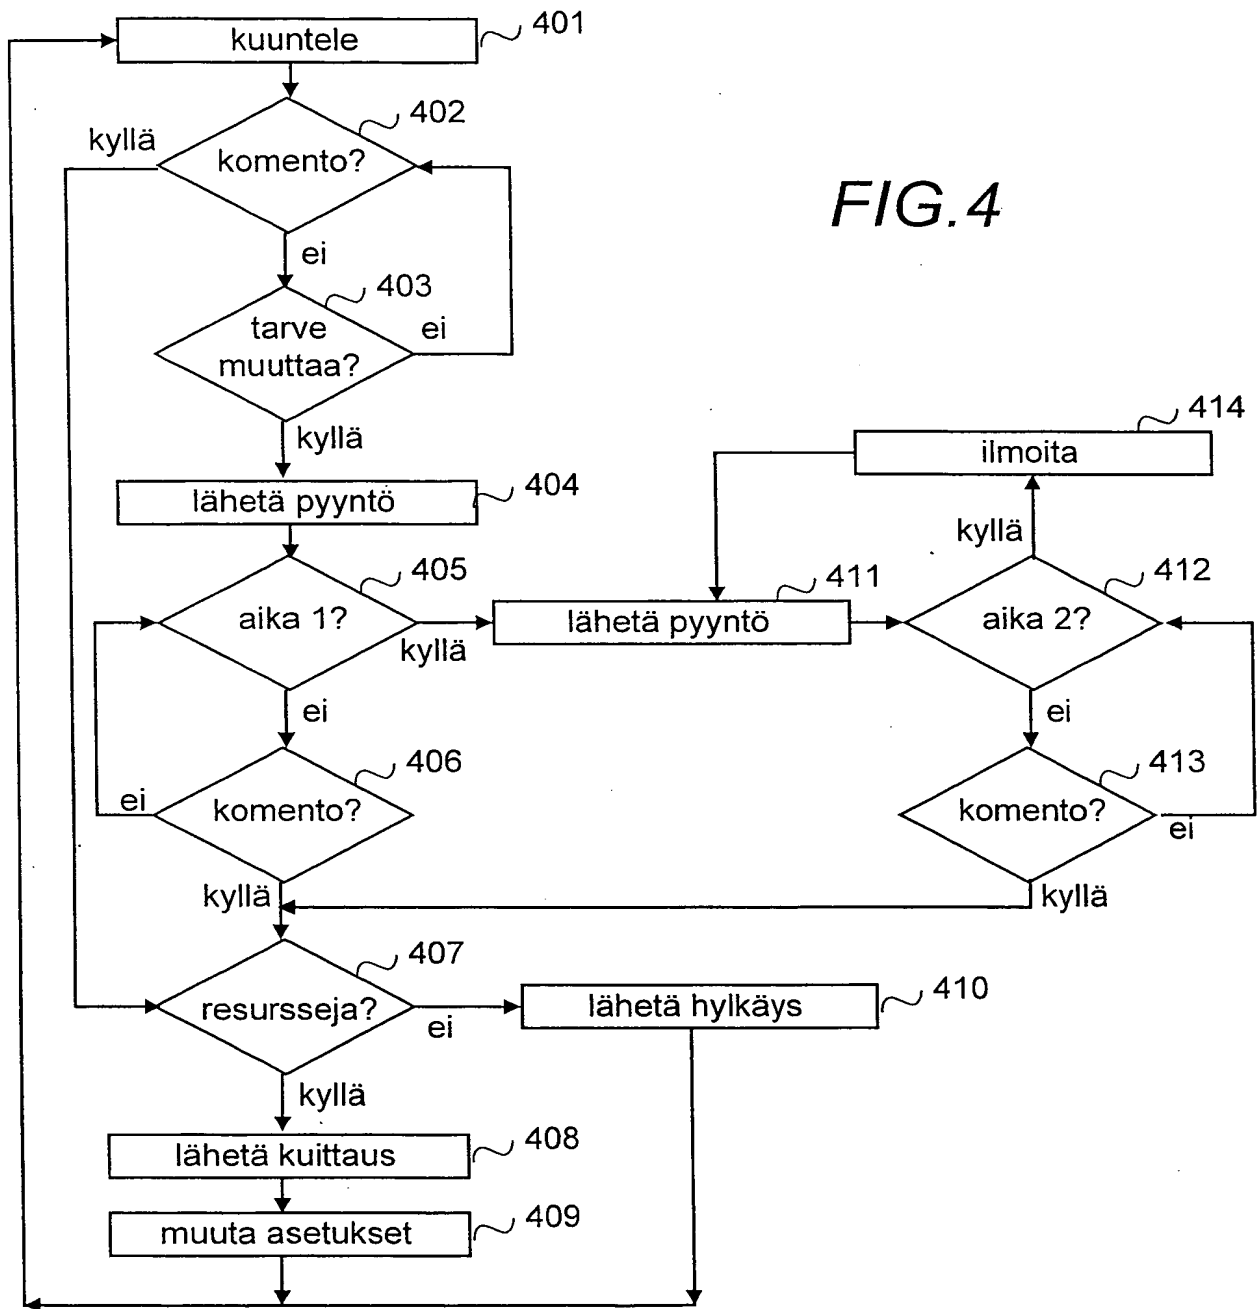 kuuntele
401
402
kyllä
komento?
FIG.4
ei
403
tarve
muuttaa?
ei
kyllä
414
ilmoita
lähetä pyyntö
404
kyllä
405
aika 1?
kyllä
411
lähetä pyyntö
412
aika 2?
ei
ei
406
komento?
ei
413
komento?
ei
kyllä
kyllä
407
resursseja?
ei
lähetä hylkäys
410
kyllä
lähetä kuittaus
408
muuta asetukset
409